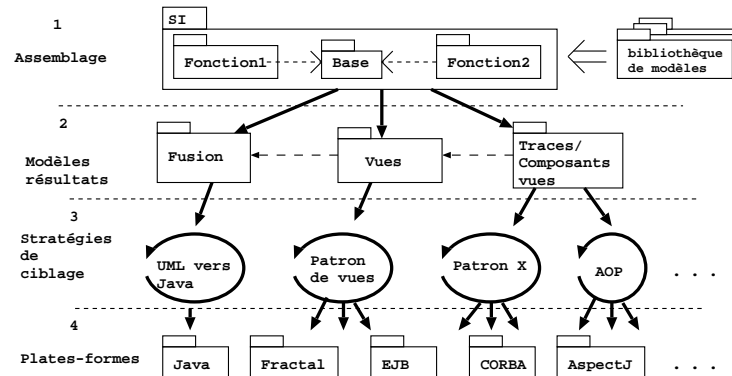 1
Assemblage
SI
Fonction1
Base
Fonction2
bibliothèque
de modèles
2
Modèles
résultats
Fusion
Vues
Traces/
Composants
vues
3
Stratégies
de
ciblage
UML vers
Java
Patron
de vues
Patron X
AOP
. . .
4
Plates-formes
Java
Fractal
EJB
CORBA
AspectJ
. . .